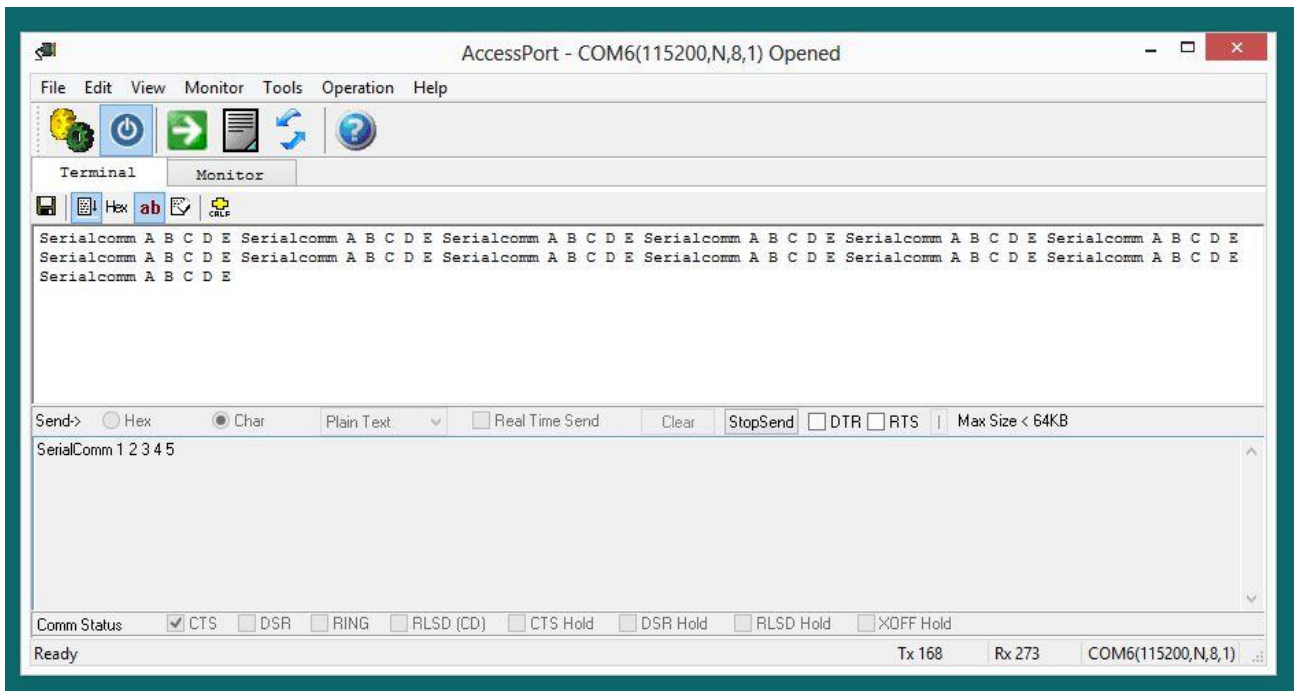 AccessPort - COM6(115200,N,8,1) Opened
File Edit View Monitor Tools Operation Help
Terminal Monitor
Hex ab CRLF
Serialcomm A B C D E Serialcomm A B C D E Serialcomm A B C D E Serialcomm A B C D E Serialcomm A B C D E Serialcomm A B C D E
Serialcomm A B C D E Serialcomm A B C D E Serialcomm A B C D E Serialcomm A B C D E Serialcomm A B C D E Serialcomm A B C D E
Serialcomm A B C D E
Send-> Hex Char Plain Text Real Time Send Clear StopSend DTR RTS Max Size < 64KB
SerialComm 1 2 3 4 5
Comm Status CTS DSR RING RLSD (CD) CTS Hold DSR Hold RLSD Hold XOFF Hold
Ready Tx 168 Rx 273 COM6(115200,N,8,1)